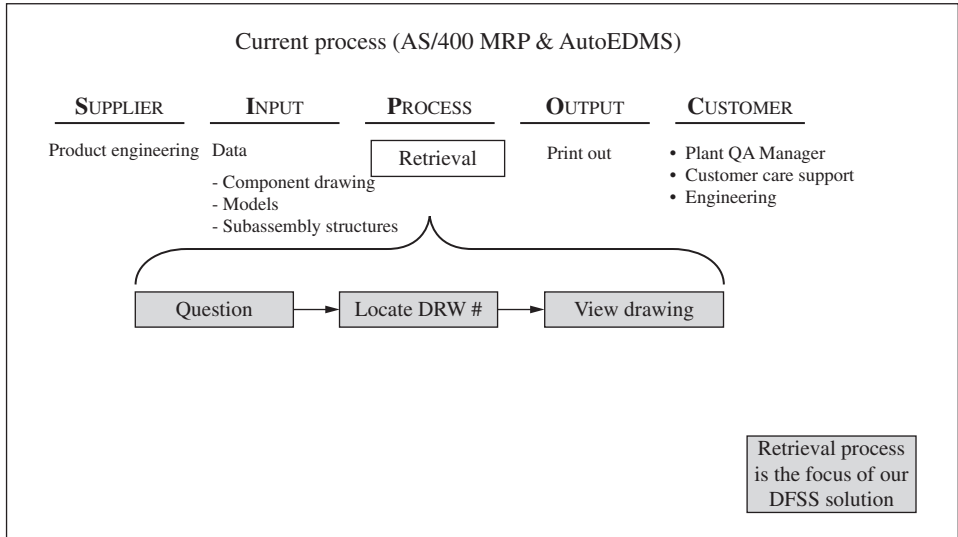 Current process (AS/400 MRP & AutoEDMS)
SUPPLIER INPUT PROCESS OUTPUT CUSTOMER
Product engineering
Data
- Component drawing
- Models
- Subassembly structures
Retrieval
Print out
• Plant QA Manager
• Customer care support
• Engineering
Question
Locate DRW #
View drawing
Retrieval process
is the focus of our
DFSS solution